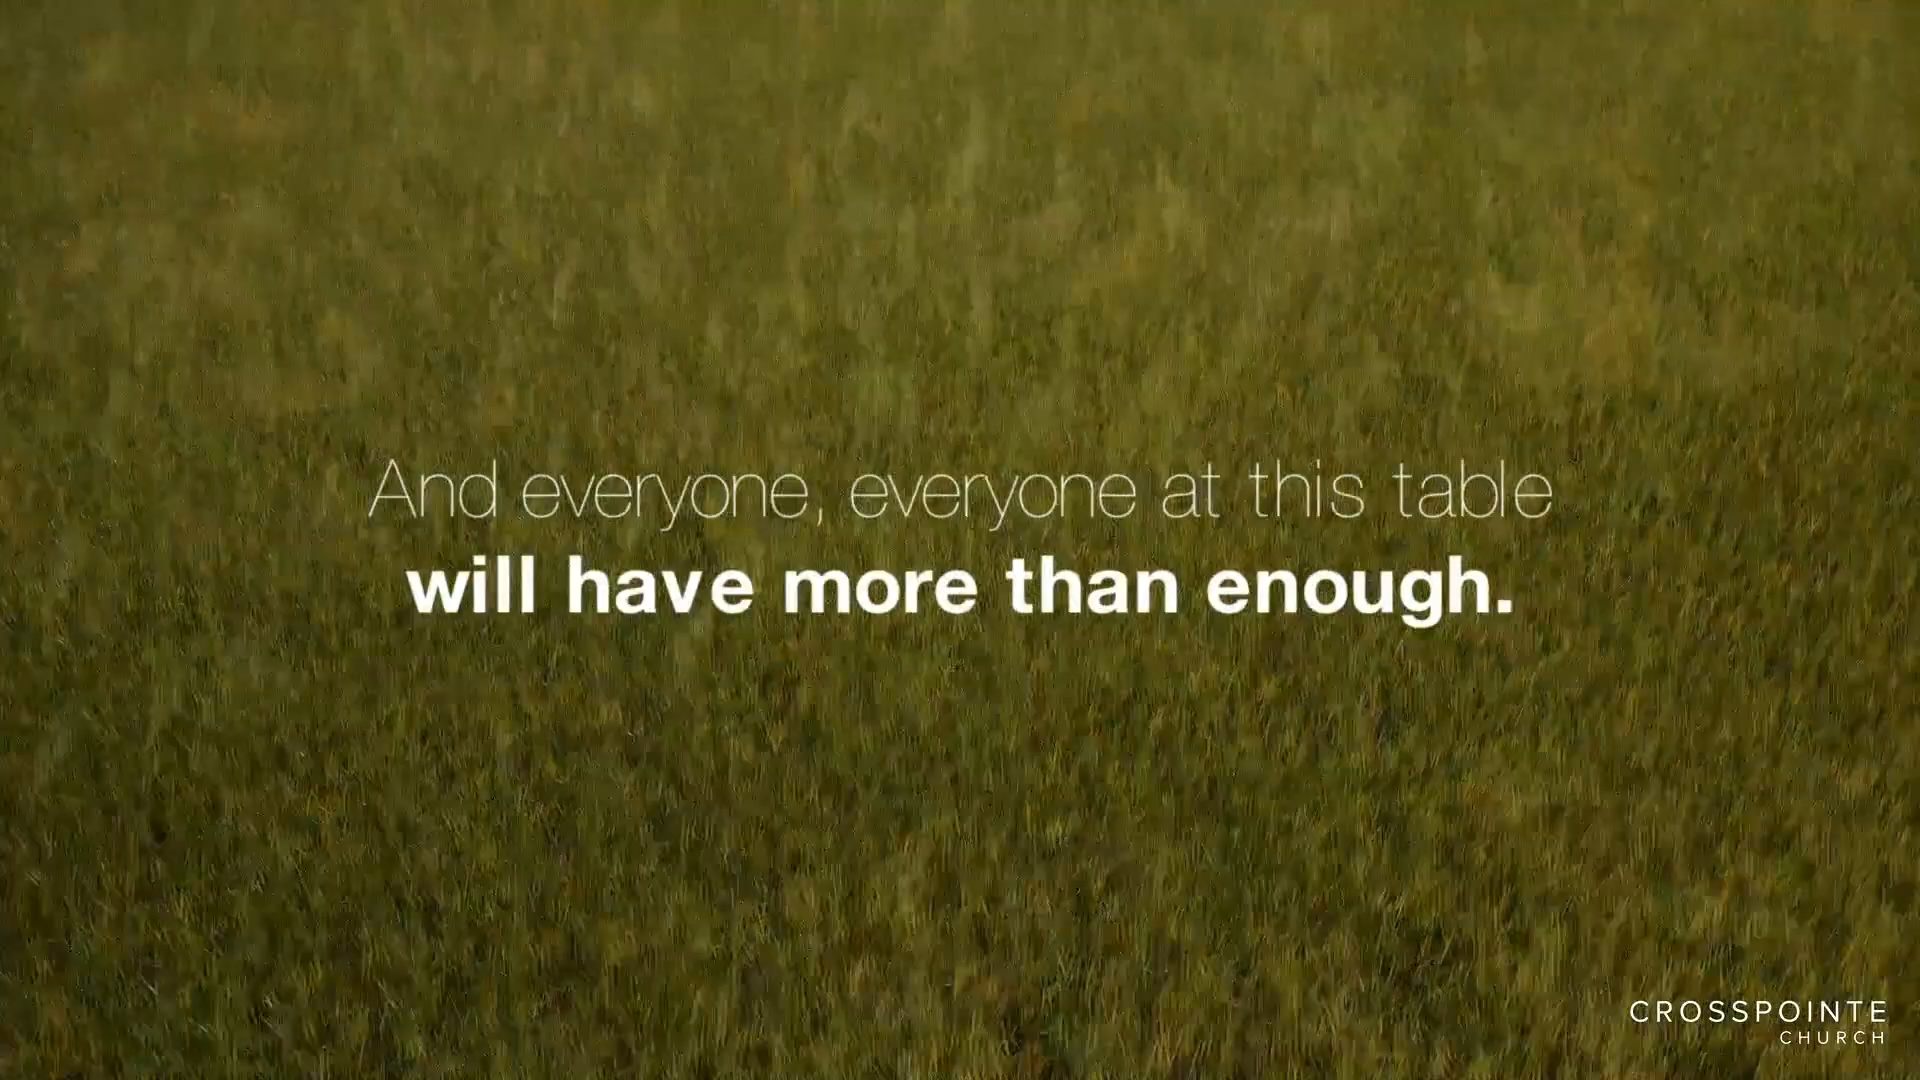 And everyone, everyone at this table
will have more than enough.
CROSSPOINTE
CHURCH